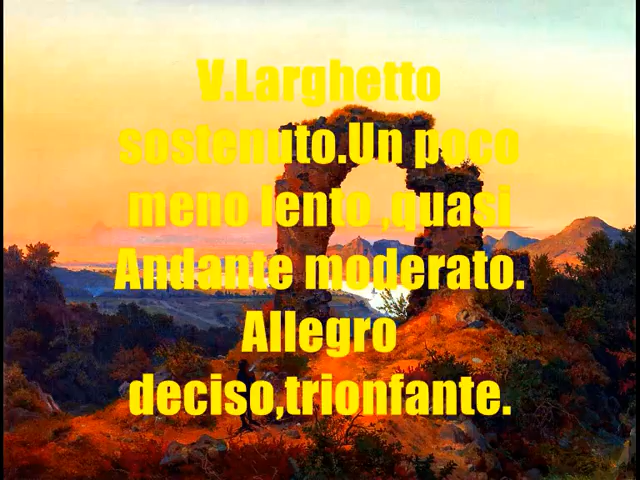 V.Larghetto
sostenuto.Un poco
meno lento ,quasi
Andante moderato.
Allegro
deciso,trionfante.